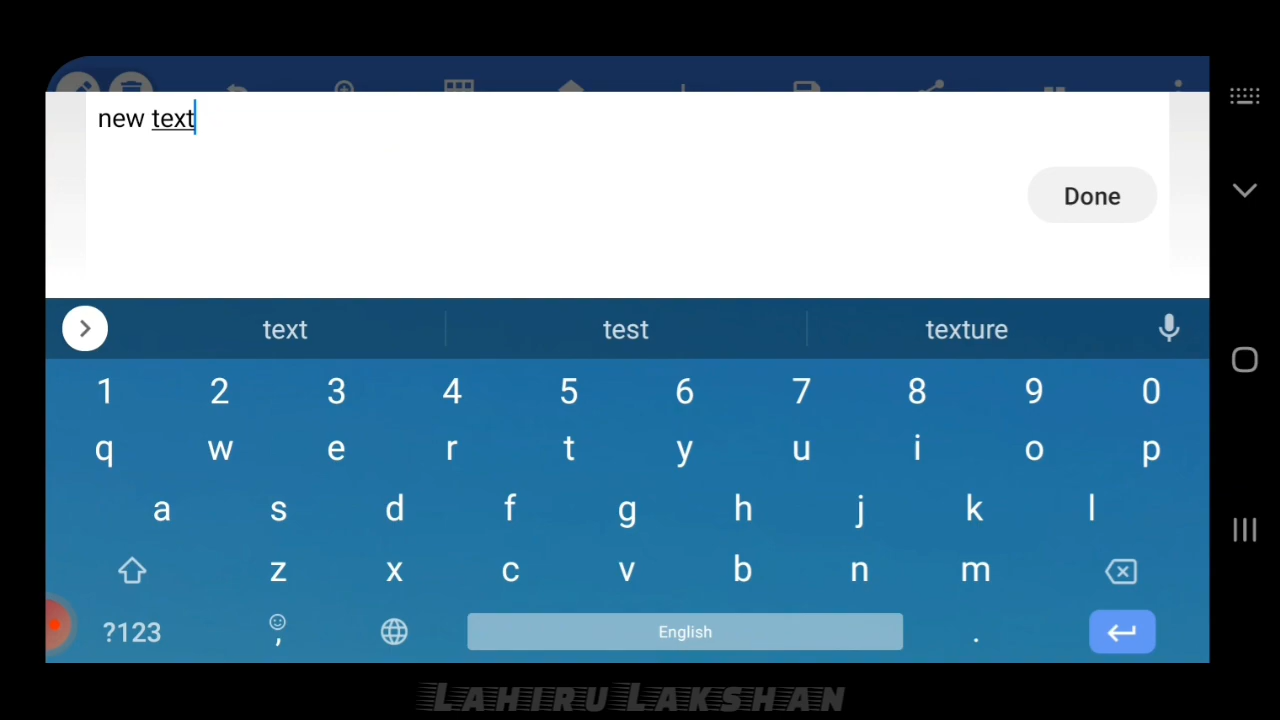 new text
Done
text test texture
1 2 3 4 5 6 7 8 9 0
q w e r t y u i o p
a s d f g h j k l
z x c v b n m
?123 , English .
LAHIRU LAKSHAN